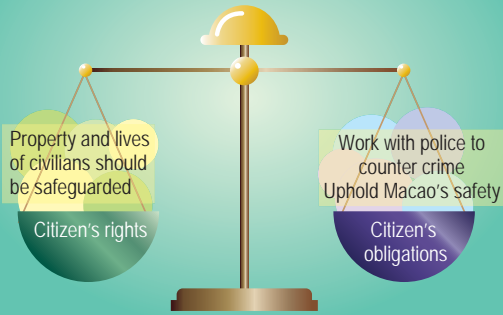 Property and lives
of civilians should
be safeguarded
Citizen's rights
Work with police to
counter crime
Uphold Macao's safety
Citizen's
obligations